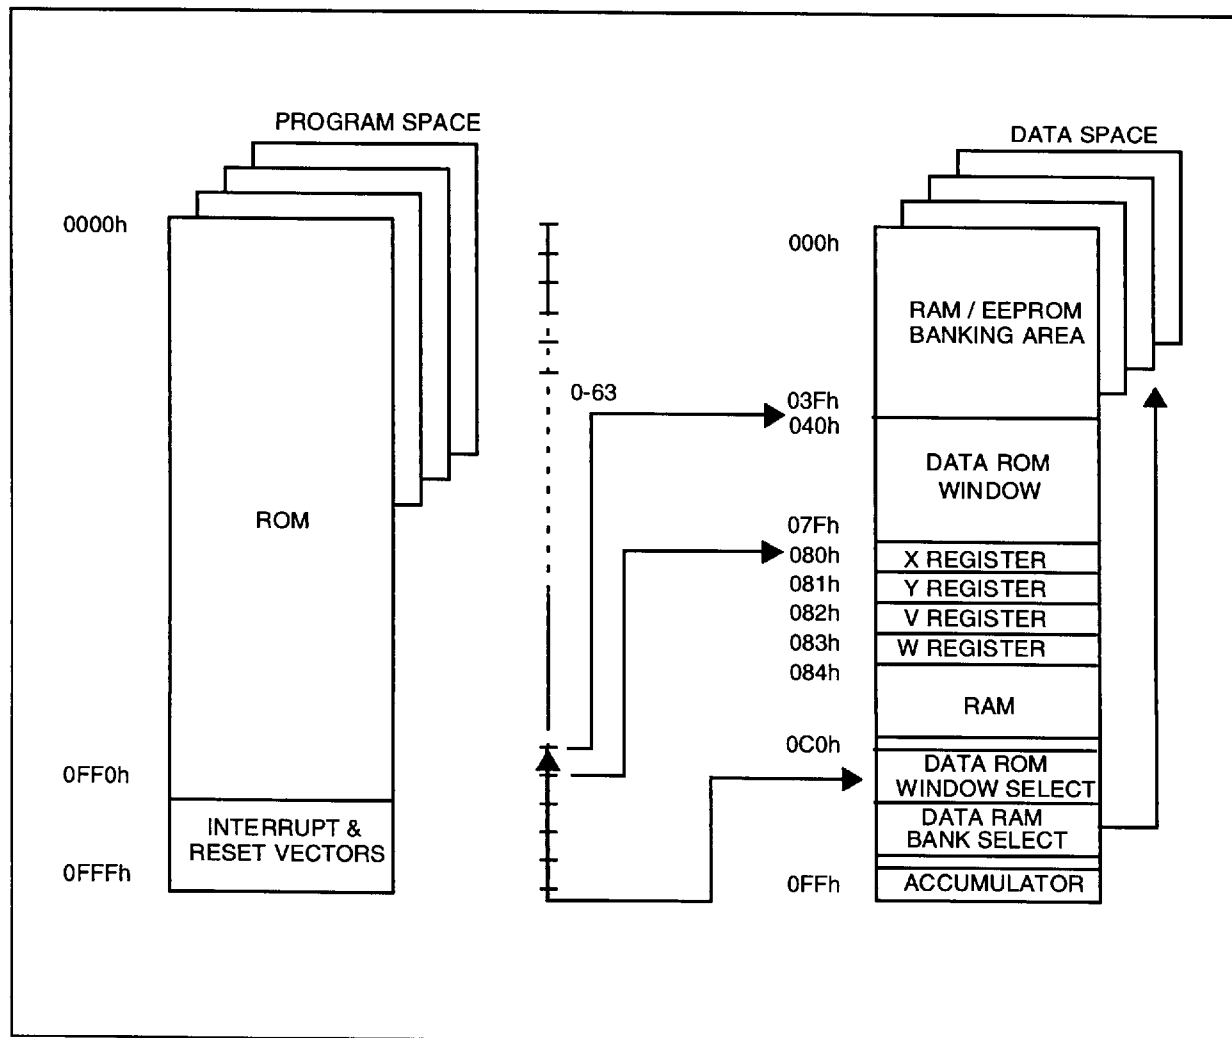 PROGRAM SPACE
0000h
ROM
0FF0h
INTERRUPT &
RESET VECTORS
0FFFh
0-63
DATA SPACE
000h
RAM / EEPROM
BANKING AREA
03Fh
040h
DATA ROM
WINDOW
07Fh
080h
X REGISTER
081h
Y REGISTER
082h
V REGISTER
083h
W REGISTER
084h
RAM
0C0h
DATA ROM
WINDOW SELECT
DATA RAM
BANK SELECT
0FFh
ACCUMULATOR